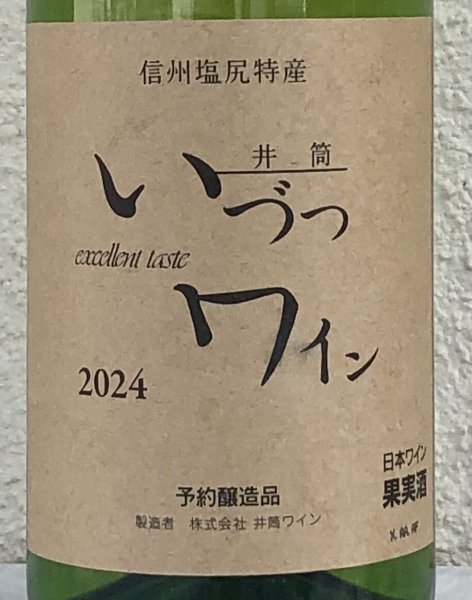 信州塩尻特産
井筒
いづつ
excellent taste
ワイン
2024
日本ワイン
果実酒
予約醸造品
製造者 株式会社 井筒ワイン